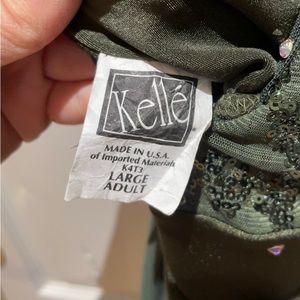 Kellé
MADE IN U.S.A.
of Imported Materials
K4T3
LARGE
ADULT